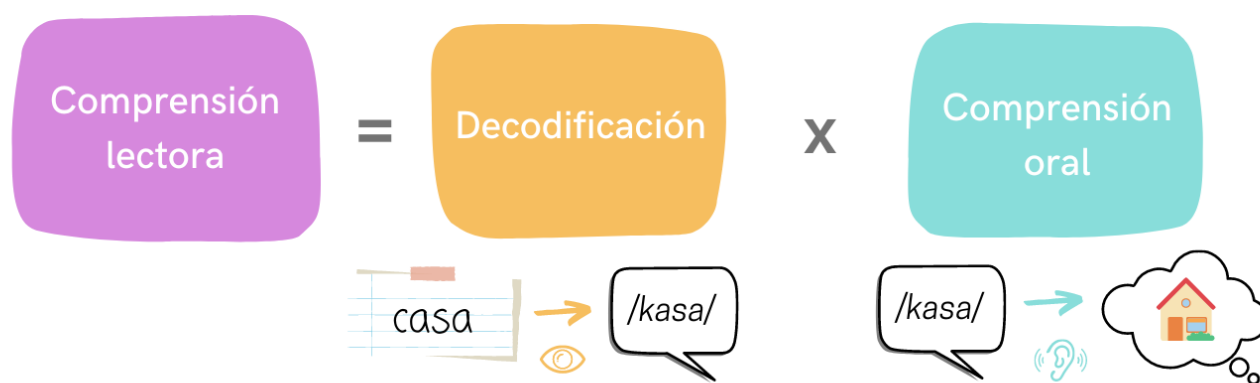 Comprensión
lectora
=
Decodificación
x
Comprensión
oral
casa
/kasa/
/kasa/